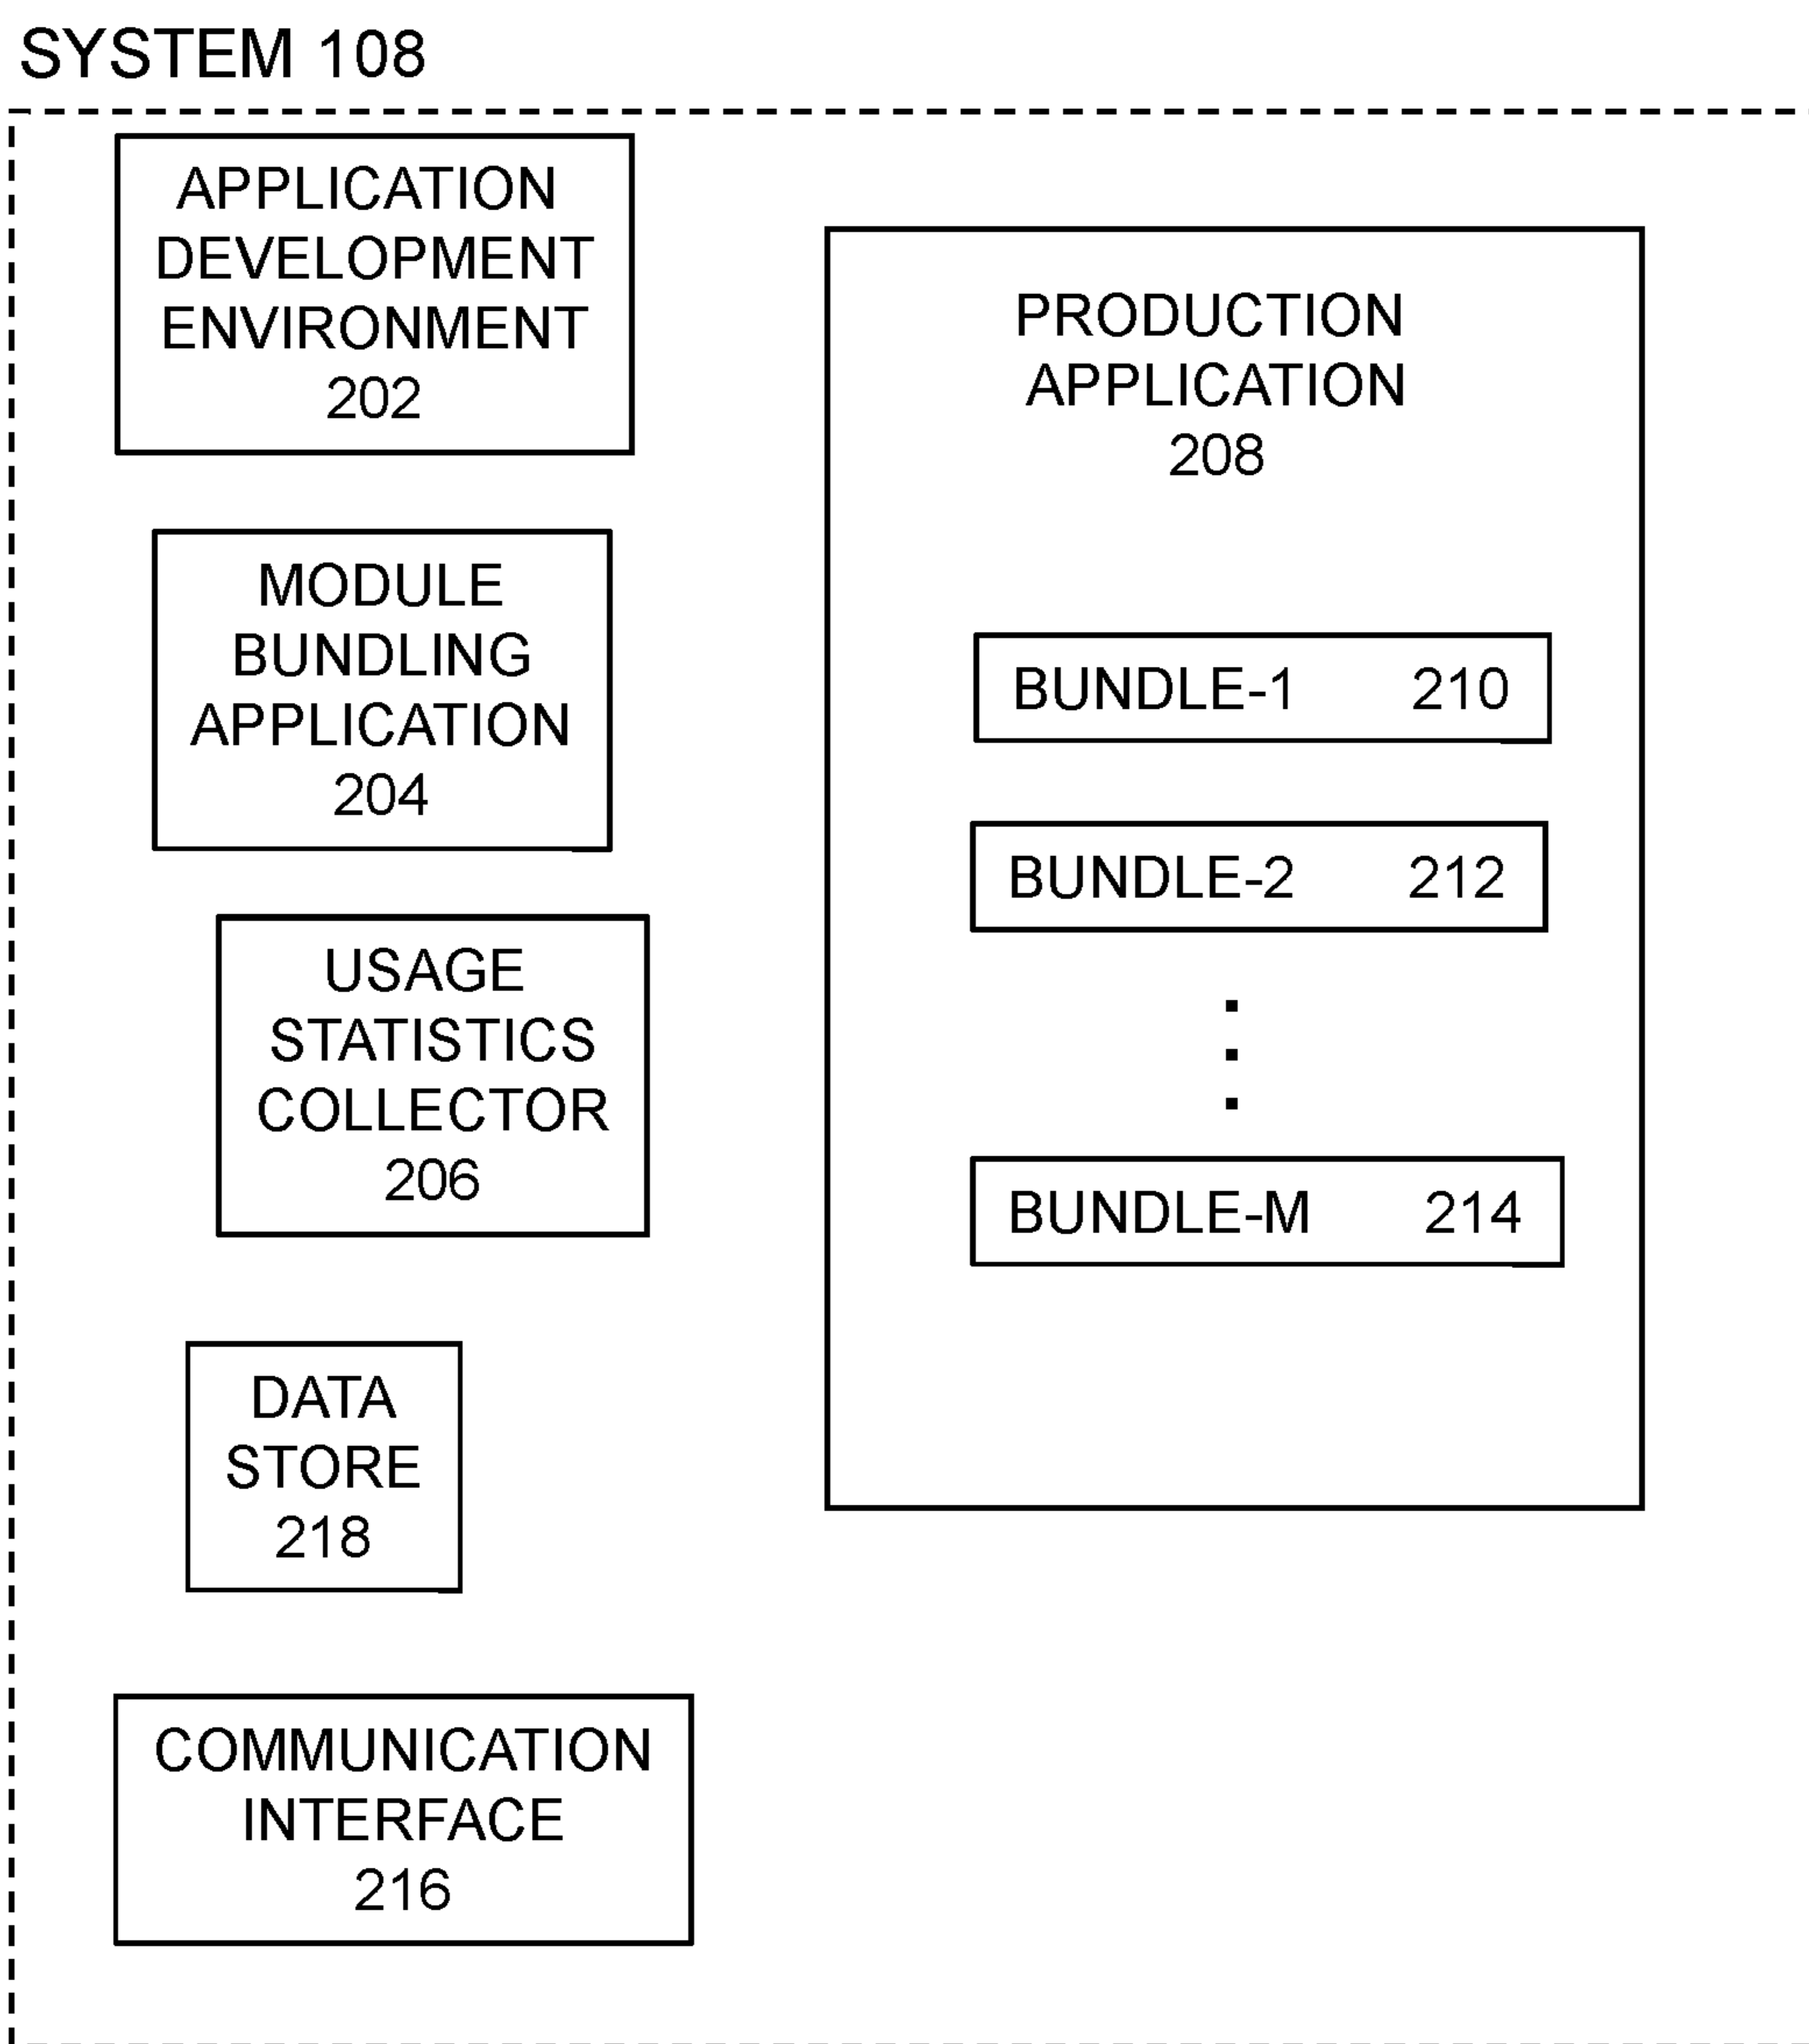 SYSTEM 108
APPLICATION
DEVELOPMENT
ENVIRONMENT
202
MODULE
BUNDLING
APPLICATION
204
USAGE
STATISTICS
COLLECTOR
206
DATA
STORE
218
COMMUNICATION
INTERFACE
216
PRODUCTION
APPLICATION
208
BUNDLE-1 210
BUNDLE-2 212
BUNDLE-M 214